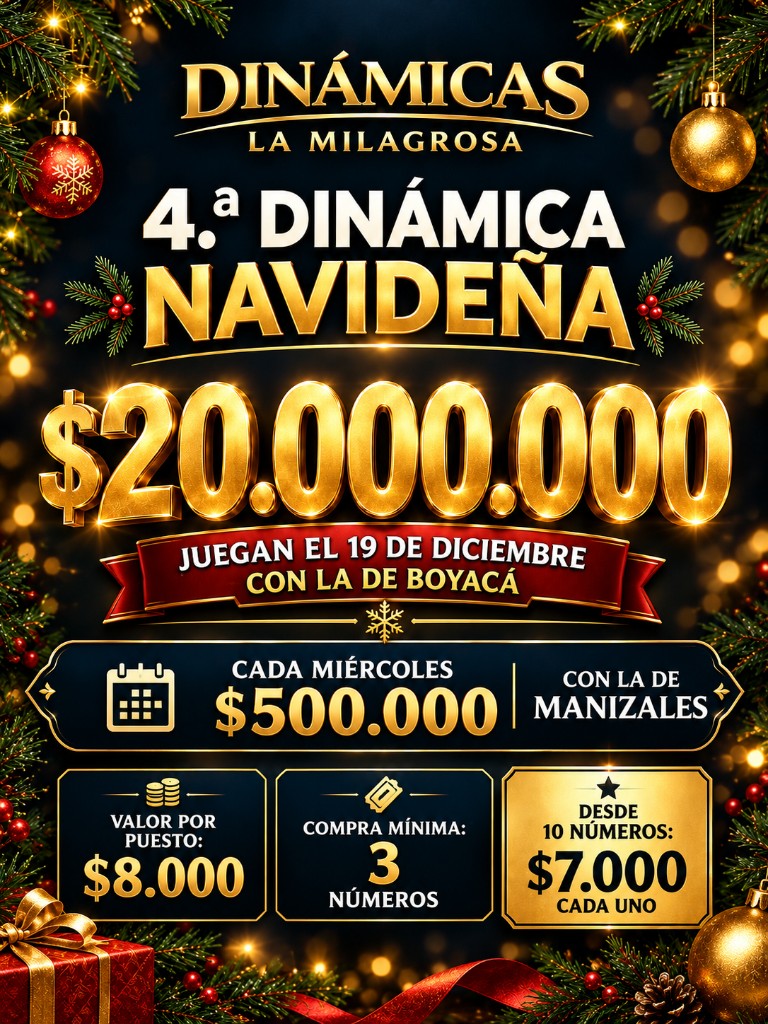 DINÁMICAS
LA MILAGROSA
4.ª DINÁMICA
NAVIDEÑA
$20.000.000
JUEGAN EL 19 DE DICIEMBRE
CON LA DE BOYACÁ
CADA MIÉRCOLES
$500.000
CON LA DE
MANIZALES
VALOR POR
PUESTO:
$8.000
COMPRA MÍNIMA:
3
NÚMEROS
DESDE
10 NÚMEROS:
$7.000
CADA UNO